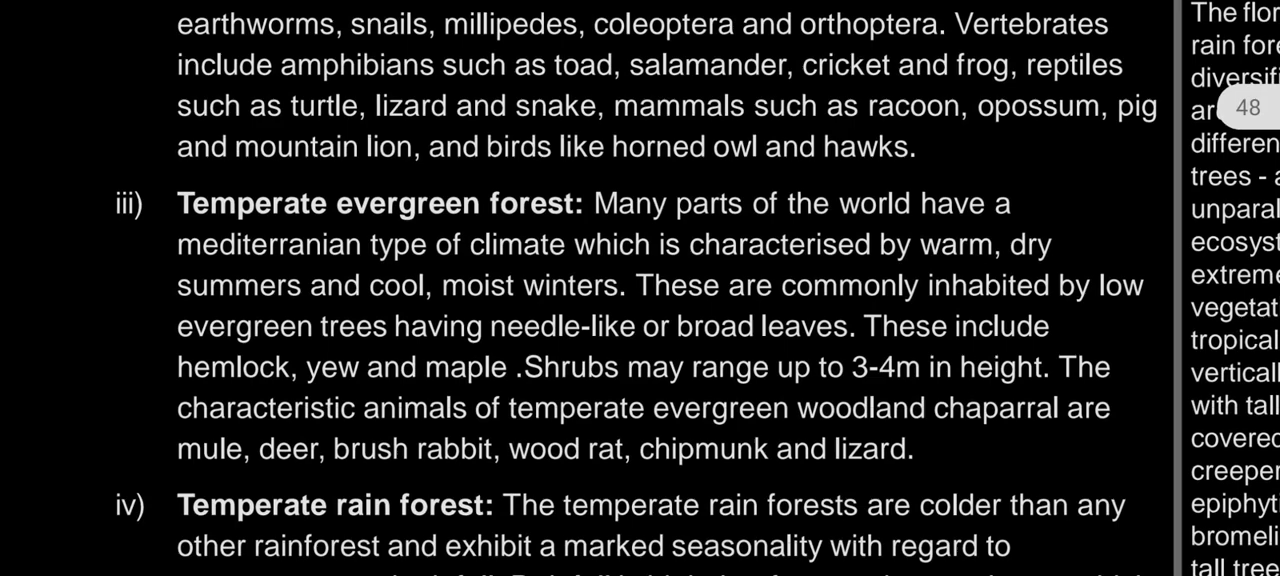 earthworms, snails, millipedes, coleoptera and orthoptera. Vertebrates
include amphibians such as toad, salamander, cricket and frog, reptiles
such as turtle, lizard and snake, mammals such as racoon, opossum, pig
and mountain lion, and birds like horned owl and hawks.
iii) Temperate evergreen forest: Many parts of the world have a
mediterranian type of climate which is characterised by warm, dry
summers and cool, moist winters. These are commonly inhabited by low
evergreen trees having needle-like or broad leaves. These include
hemlock, yew and maple .Shrubs may range up to 3-4m in height. The
characteristic animals of temperate evergreen woodland chaparral are
mule, deer, brush rabbit, wood rat, chipmunk and lizard.
iv) Temperate rain forest: The temperate rain forests are colder than any
other rainforest and exhibit a marked seasonality with regard to
The flor
rain fore
diversifi
48
differen
trees - a
unparal
ecosyst
extreme
vegetat
tropical
verticall
with tall
covered
creeper
epiphyt
bromeli
tall tree